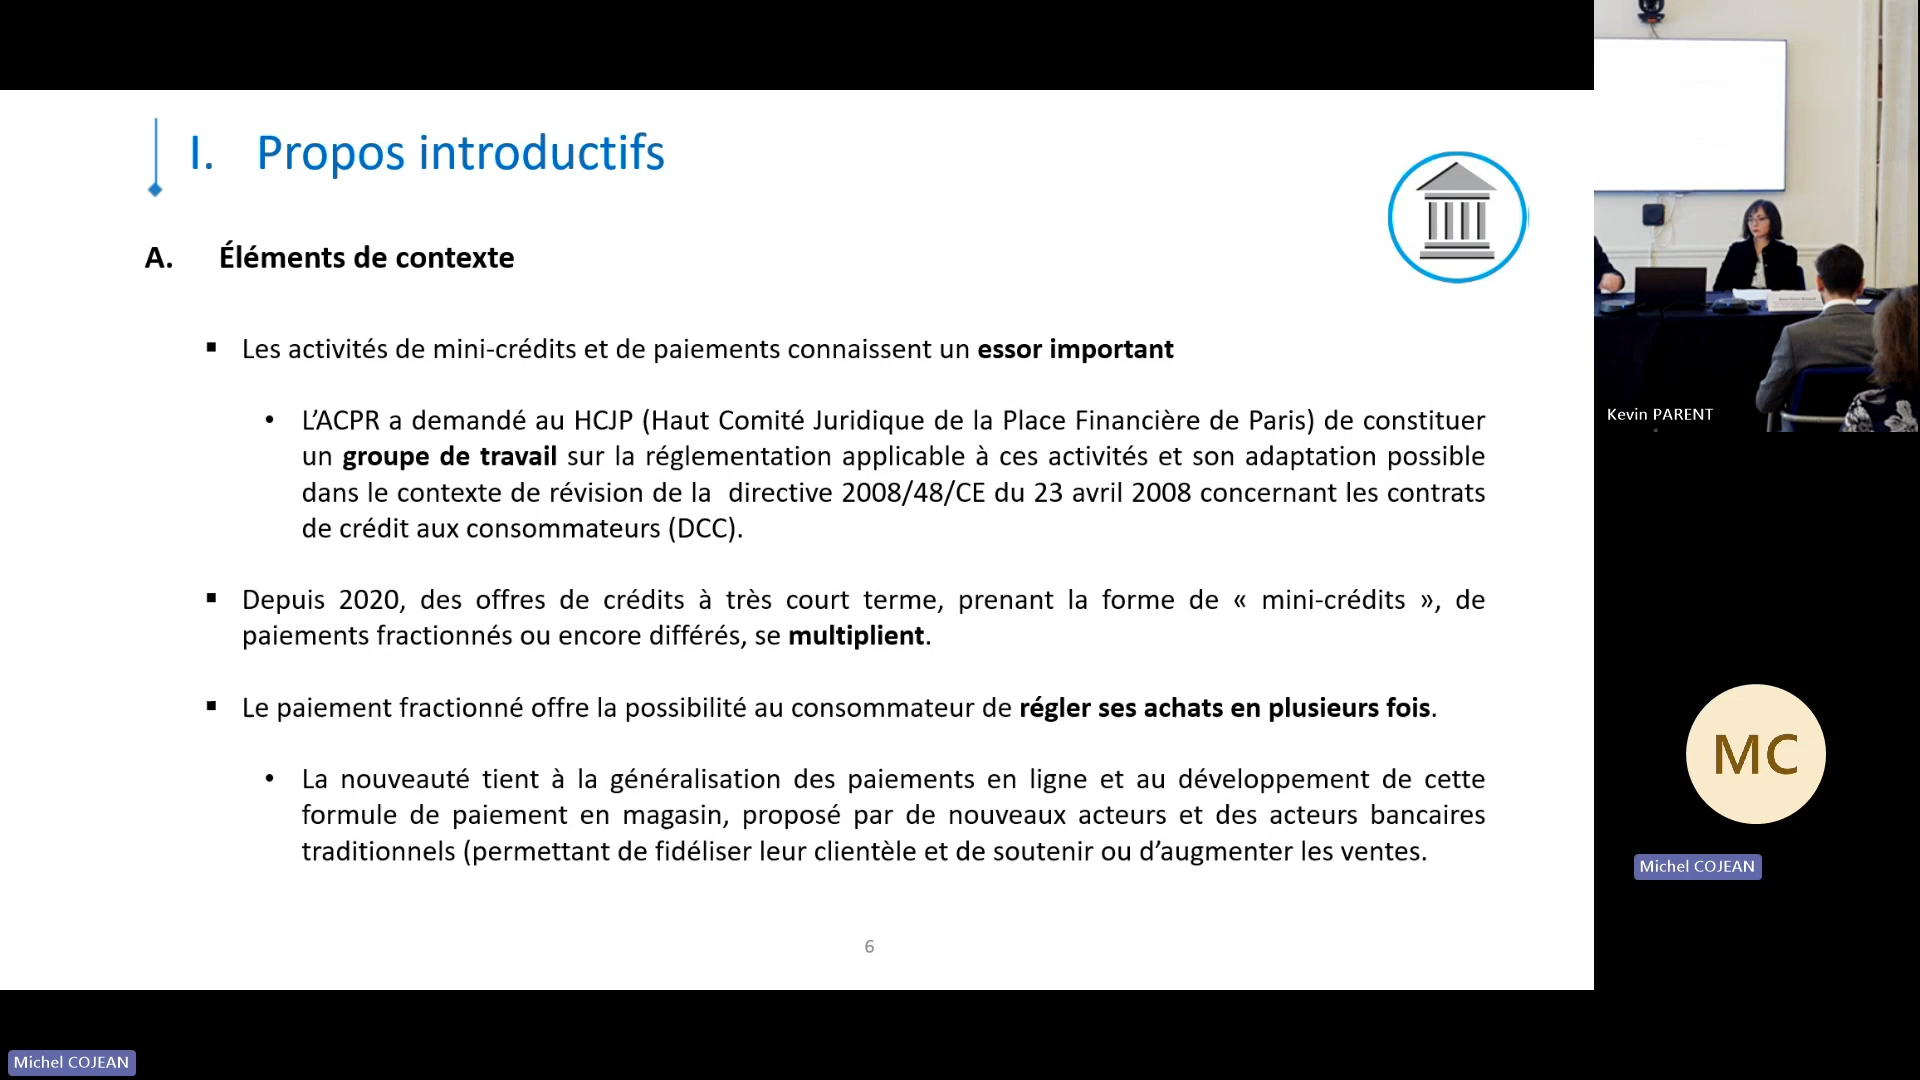 I. Propos introductifs
A. Éléments de contexte
▪ Les activités de mini-crédits et de paiements connaissent un essor important
• L’ACPR a demandé au HCJP (Haut Comité Juridique de la Place Financière de Paris) de constituer
un groupe de travail sur la réglementation applicable à ces activités et son adaptation possible
dans le contexte de révision de la directive 2008/48/CE du 23 avril 2008 concernant les contrats
de crédit aux consommateurs (DCC).
▪ Depuis 2020, des offres de crédits à très court terme, prenant la forme de « mini-crédits », de
paiements fractionnés ou encore différés, se multiplient.
▪ Le paiement fractionné offre la possibilité au consommateur de régler ses achats en plusieurs fois.
• La nouveauté tient à la généralisation des paiements en ligne et au développement de cette
formule de paiement en magasin, proposé par de nouveaux acteurs et des acteurs bancaires
traditionnels (permettant de fidéliser leur clientèle et de soutenir ou d’augmenter les ventes.
6
Kevin PARENT
MC
Michel COJEAN
Michel COJEAN